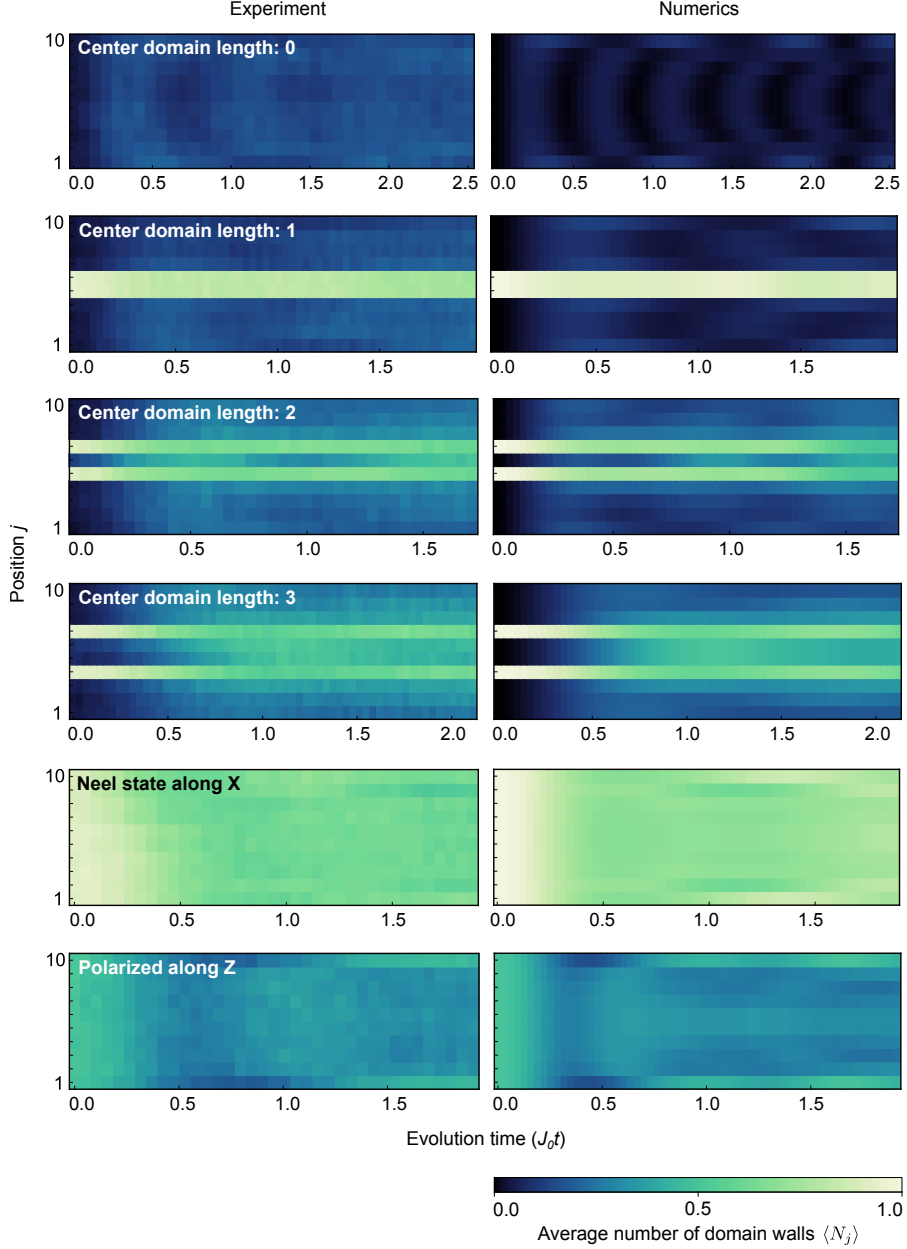 Experiment Numerics
10
Center domain length: 0
1
0.0 0.5 1.0 1.5 2.0 2.5 0.0 0.5 1.0 1.5 2.0 2.5
10
Center domain length: 1
1
0.0 0.5 1.0 1.5 0.0 0.5 1.0 1.5
10
Center domain length: 2
1
0.0 0.5 1.0 1.5 0.0 0.5 1.0 1.5
Position j
10
Center domain length: 3
1
0.0 0.5 1.0 1.5 2.0 0.0 0.5 1.0 1.5 2.0
10
Neel state along X
1
0.0 0.5 1.0 1.5 0.0 0.5 1.0 1.5
10
Polarized along Z
1
0.0 0.5 1.0 1.5 0.0 0.5 1.0 1.5
Evolution time (J₀t)
0.0 0.5 1.0
Average number of domain walls ⟨N_j⟩